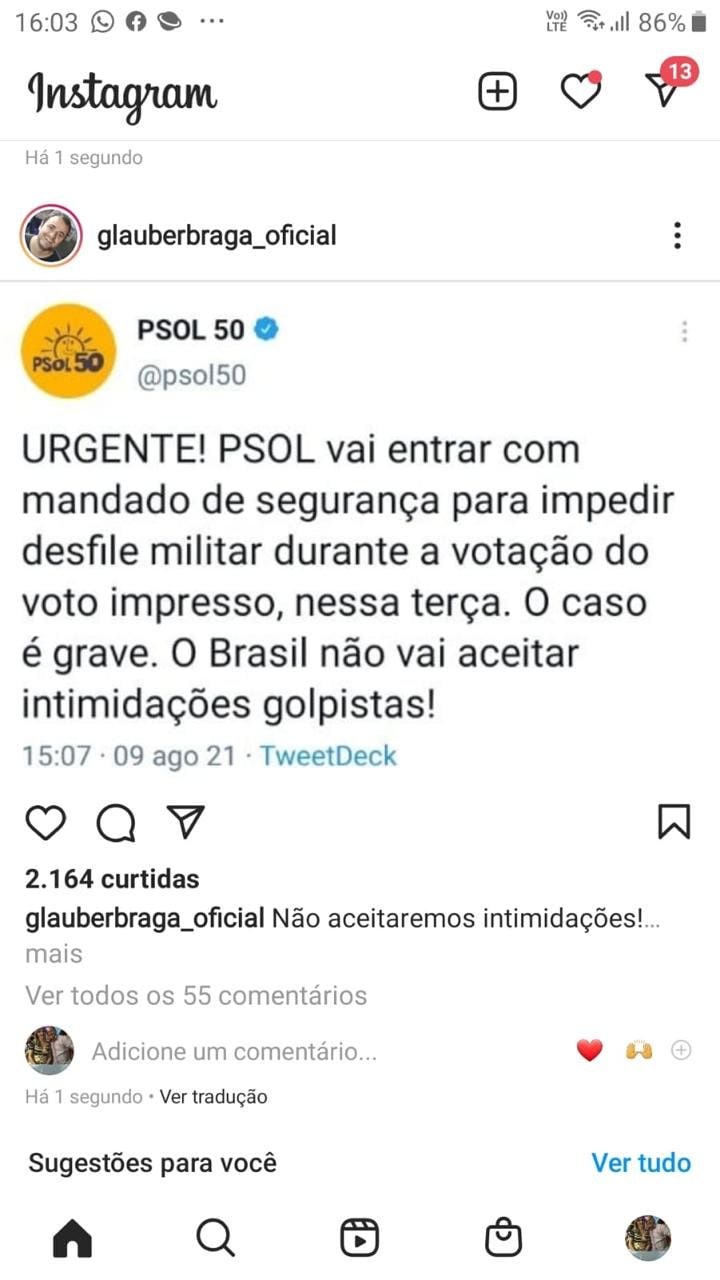 16:03 ... Vo)) LTE 86%
Instagram 13
Há 1 segundo
glauberbraga_oficial
PSOL 50
PSOL 50
@psol50
URGENTE! PSOL vai entrar com
mandado de segurança para impedir
desfile militar durante a votação do
voto impresso, nessa terça. O caso
é grave. O Brasil não vai aceitar
intimidações golpistas!
15:07 · 09 ago 21 · TweetDeck
2.164 curtidas
glauberbraga_oficial Não aceitaremos intimidações!...
mais
Ver todos os 55 comentários
Adicione um comentário...
Há 1 segundo • Ver tradução
Sugestões para você Ver tudo